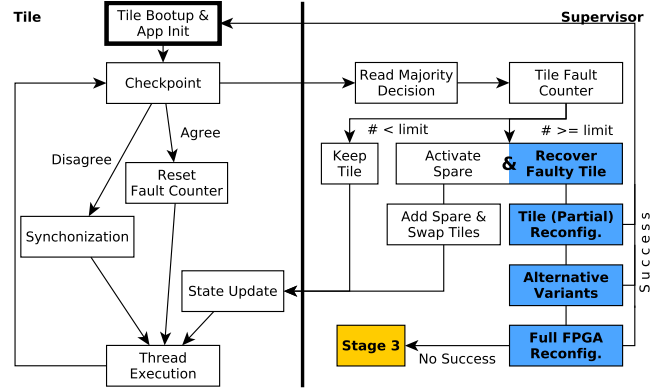 Tile
Supervisor
Tile Bootup &
App Init
Checkpoint
Read Majority
Decision
Tile Fault
Counter
Agree
Disagree
# < limit
# >= limit
Reset
Fault Counter
Keep
Tile
Activate
Spare
&
Recover
Faulty Tile
Synchonization
Add Spare &
Swap Tiles
Tile (Partial)
Reconfig.
Success
State Update
Alternative
Variants
Thread
Execution
Stage 3
No Success
Full FPGA
Reconfig.